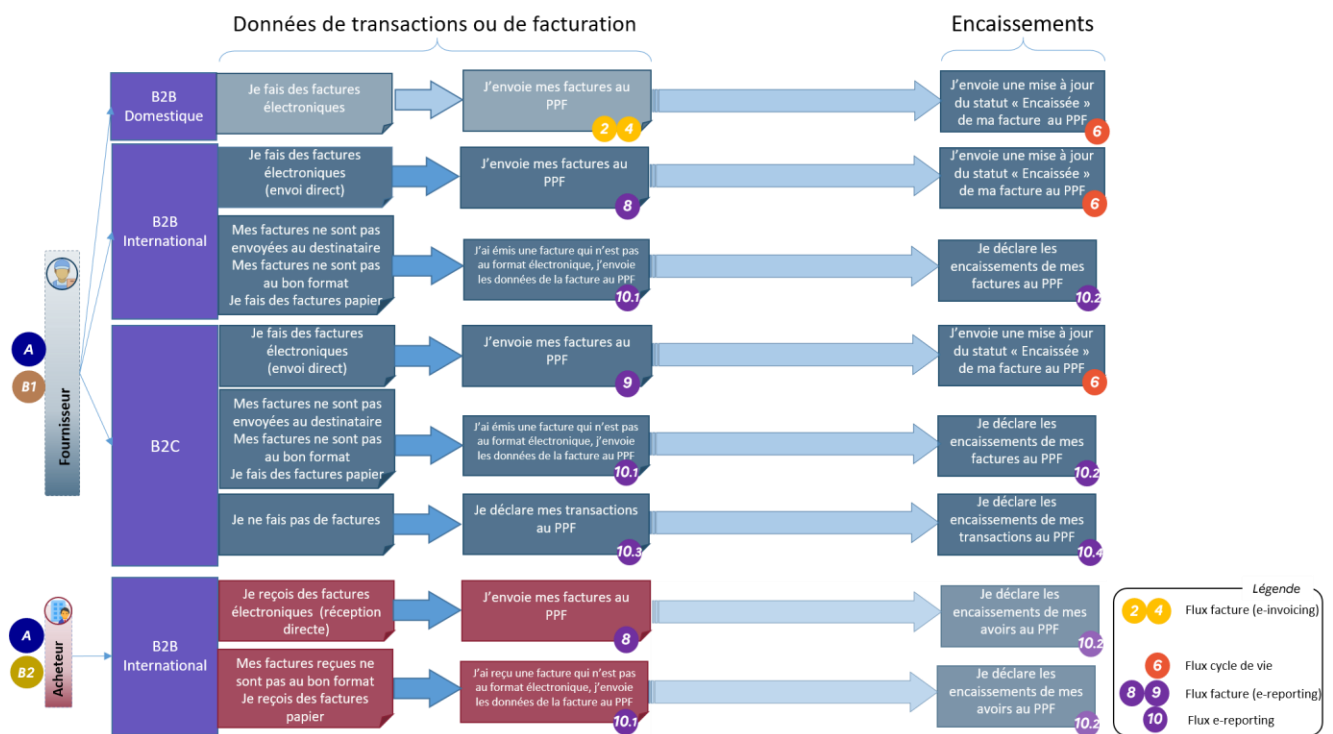 Données de transactions ou de facturation
Encaissements
B2B
Domestique
Je fais des factures
électroniques
J'envoie mes factures au
PPF
2 4
J'envoie une mise à jour
du statut « Encaissée »
de ma facture au PPF
6
B2B
International
Je fais des factures
électroniques
(envoi direct)
J'envoie mes factures au
PPF
8
J'envoie une mise à jour
du statut « Encaissée »
de ma facture au PPF
6
Mes factures ne sont pas
envoyées au destinataire
Mes factures ne sont pas
au bon format
Je fais des factures papier
J'ai émis une facture qui n'est pas
au format électronique, j'envoie
les données de la facture au PPF
10.1
Je déclare les
encaissements de mes
factures au PPF
10.2
A
B1
Fournisseur
B2C
Je fais des factures
électroniques
(envoi direct)
J'envoie mes factures au
PPF
9
J'envoie une mise à jour
du statut « Encaissée »
de ma facture au PPF
6
Mes factures ne sont pas
envoyées au destinataire
Mes factures ne sont pas
au bon format
Je fais des factures papier
J'ai émis une facture qui n'est pas
au format électronique, j'envoie
les données de la facture au PPF
10.1
Je déclare les
encaissements de mes
factures au PPF
10.2
Je ne fais pas de factures
Je déclare mes transactions
au PPF
10.3
Je déclare les
encaissements de mes
transactions au PPF
10.4
A
B2
Acheteur
B2B
International
Je reçois des factures
électroniques (réception
directe)
J'envoie mes factures au
PPF
8
Je déclare les
encaissements de mes
avoirs au PPF
10.2
Mes factures reçues ne
sont pas au bon format
Je reçois des factures
papier
J'ai reçu une facture qui n'est pas
au format électronique, j'envoie
les données de la facture au PPF
10.1
Je déclare les
encaissements de mes
avoirs au PPF
10.2
Légende
2 4 Flux facture (e-invoicing)
6 Flux cycle de vie
8 9 Flux facture (e-reporting)
10 Flux e-reporting